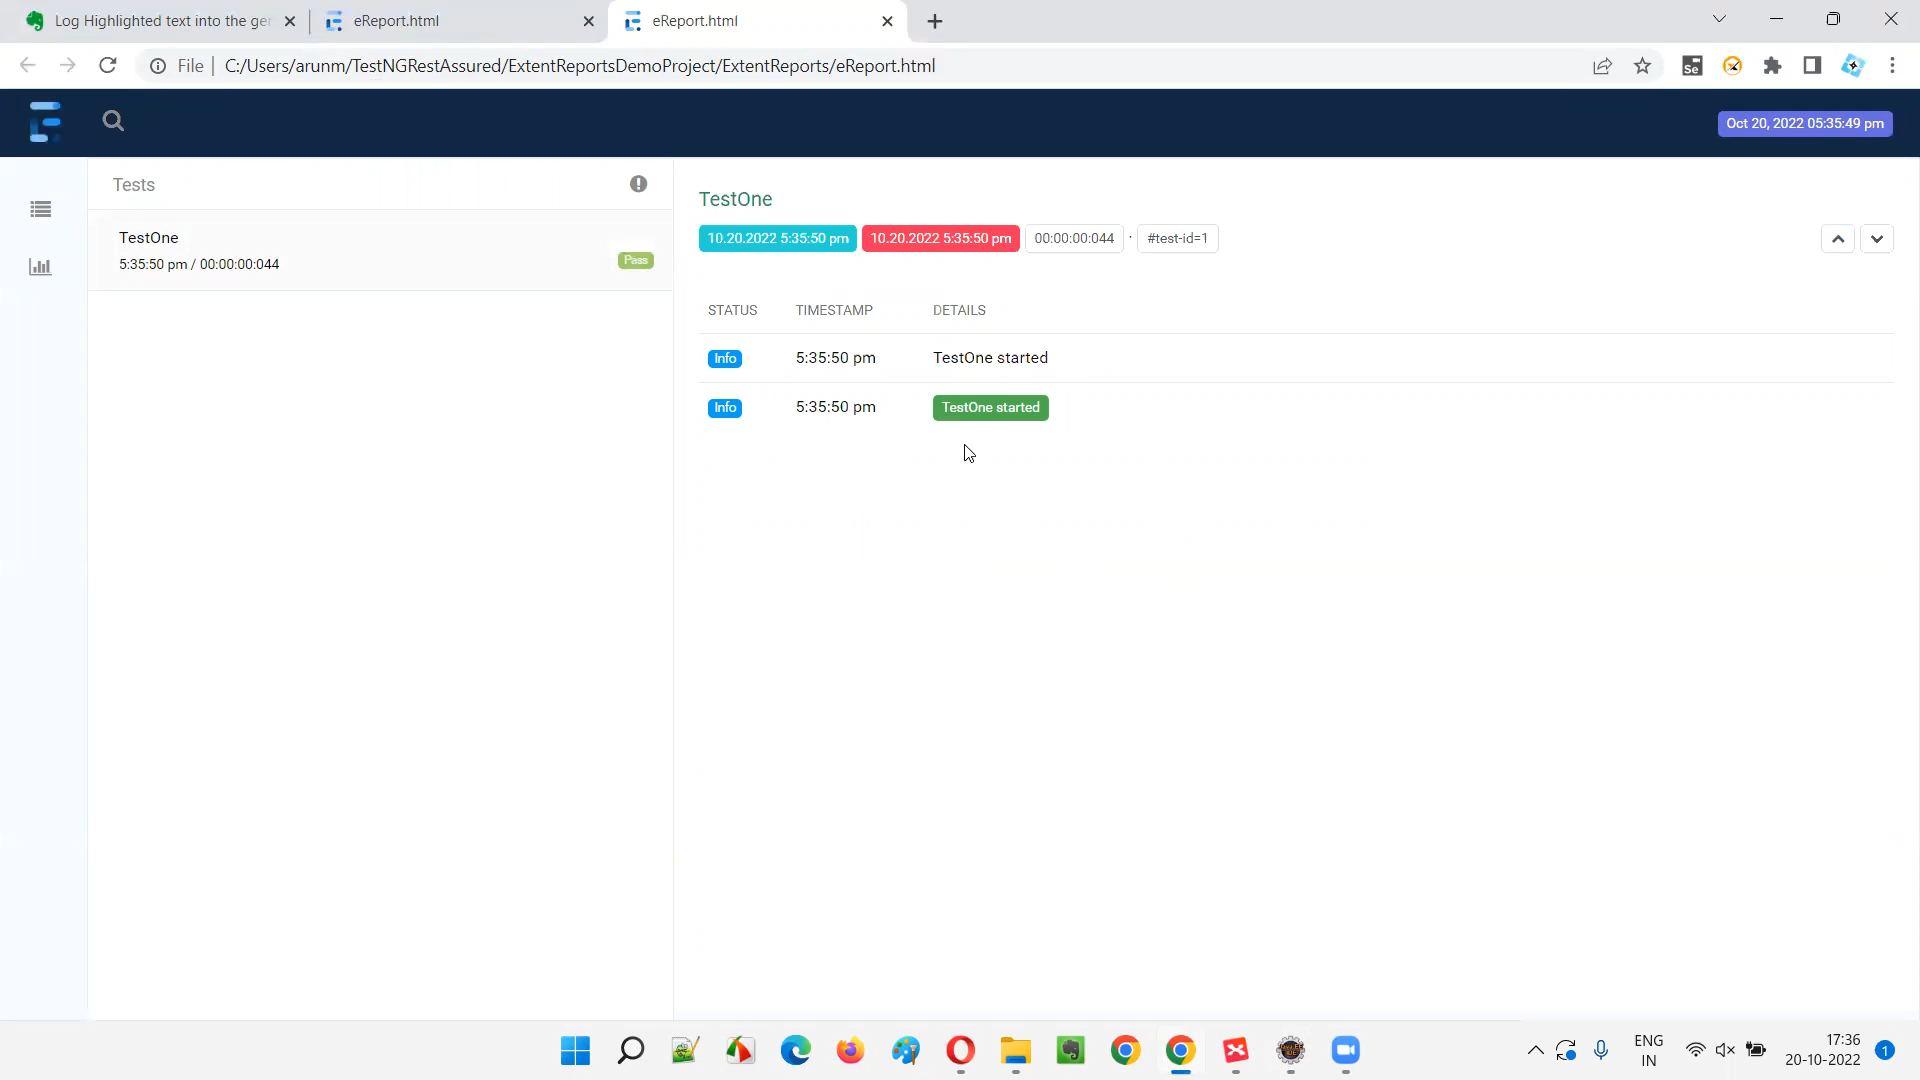 Log Highlighted text into the ger
eReport.html
eReport.html
File
C:/Users/arunm/TestNGRestAssured/ExtentReportsDemoProject/ExtentReports/eReport.html
Se
Oct 20, 2022 05:35:49 pm
Tests
TestOne
5:35:50 pm / 00:00:00:044
Pass
TestOne
10.20.2022 5:35:50 pm
10.20.2022 5:35:50 pm
00:00:00:044
·
#test-id=1
STATUS TIMESTAMP DETAILS
Info 5:35:50 pm TestOne started
Info 5:35:50 pm TestOne started
ENG
IN
17:36
20-10-2022
1